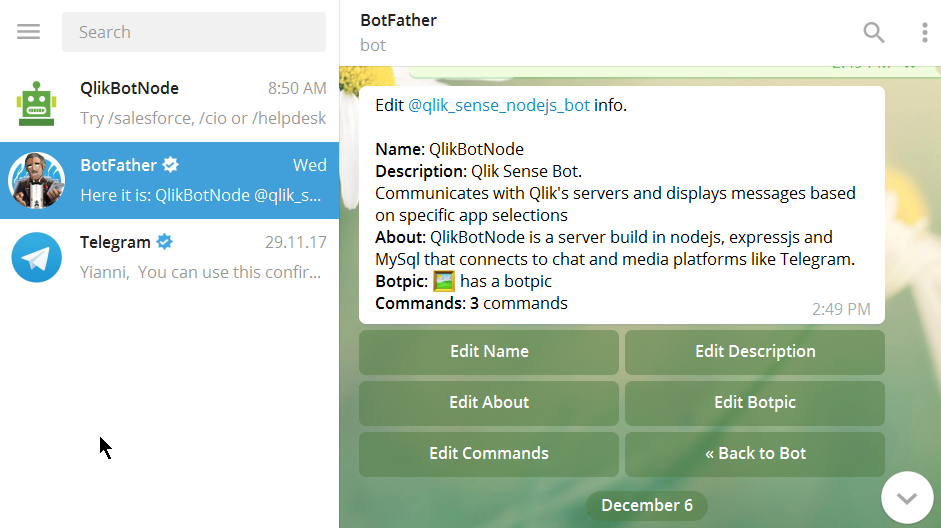 Search
QlikBotNode 8:50 AM
Try /salesforce, /cio or /helpdesk
BotFather Wed
Here it is: QlikBotNode @qlik_s...
Telegram 29.11.17
Yianni, You can use this confir...
BotFather
bot
2:49 PM
Edit @qlik_sense_nodejs_bot info.
Name: QlikBotNode
Description: Qlik Sense Bot.
Communicates with Qlik's servers and displays messages based
on specific app selections
About: QlikBotNode is a server build in nodejs, expressjs and
MySql that connects to chat and media platforms like Telegram.
Botpic: 🖼 has a botpic
Commands: 3 commands
2:49 PM
Edit Name
Edit Description
Edit About
Edit Botpic
Edit Commands
« Back to Bot
December 6